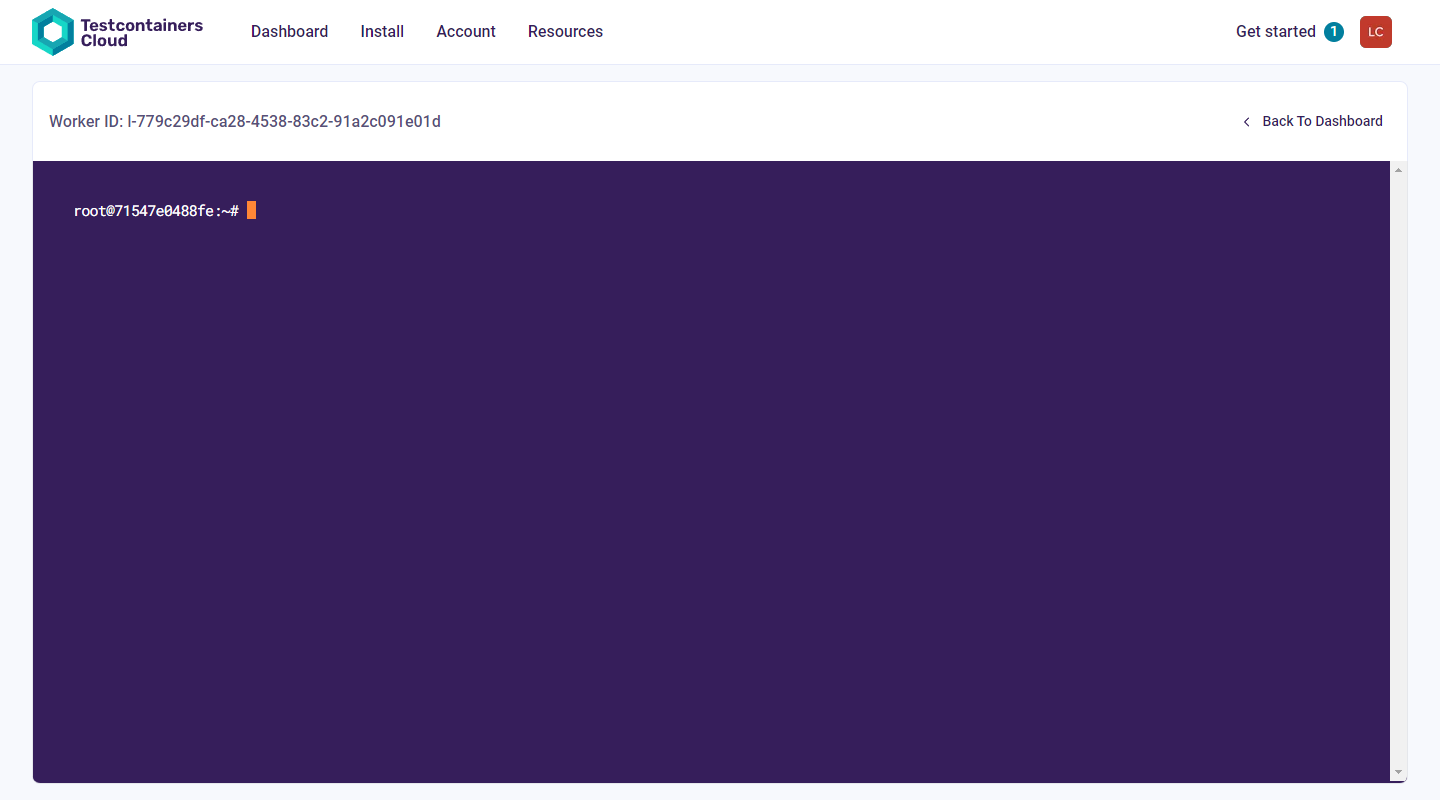 Testcontainers
Cloud
Dashboard Install Account Resources
Get started 1 LC
Worker ID: I-779c29df-ca28-4538-83c2-91a2c091e01d
Back To Dashboard
root@71547e0488fe:~#